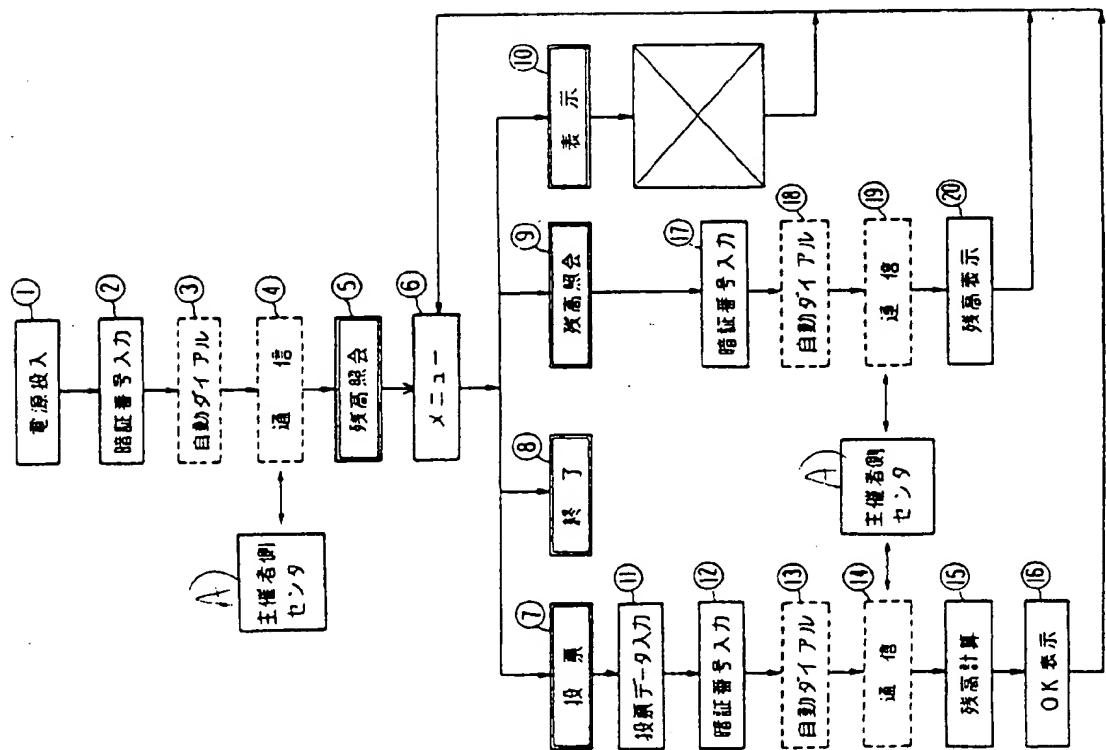 ①
電源投入
②
暗証番号入力
③
自動ダイアル
④
通信
A
主催者側
センタ
⑤
残高照会
⑥
メニュー
⑦
投票
⑧
終了
⑨
残高照会
⑩
表示
⑪
投票データ入力
⑫
暗証番号入力
⑬
自動ダイアル
⑭
通信
A
主催者側
センタ
⑮
残高計算
⑯
OK表示
⑰
暗証番号入力
⑱
自動ダイアル
⑲
通信
⑳
残高表示